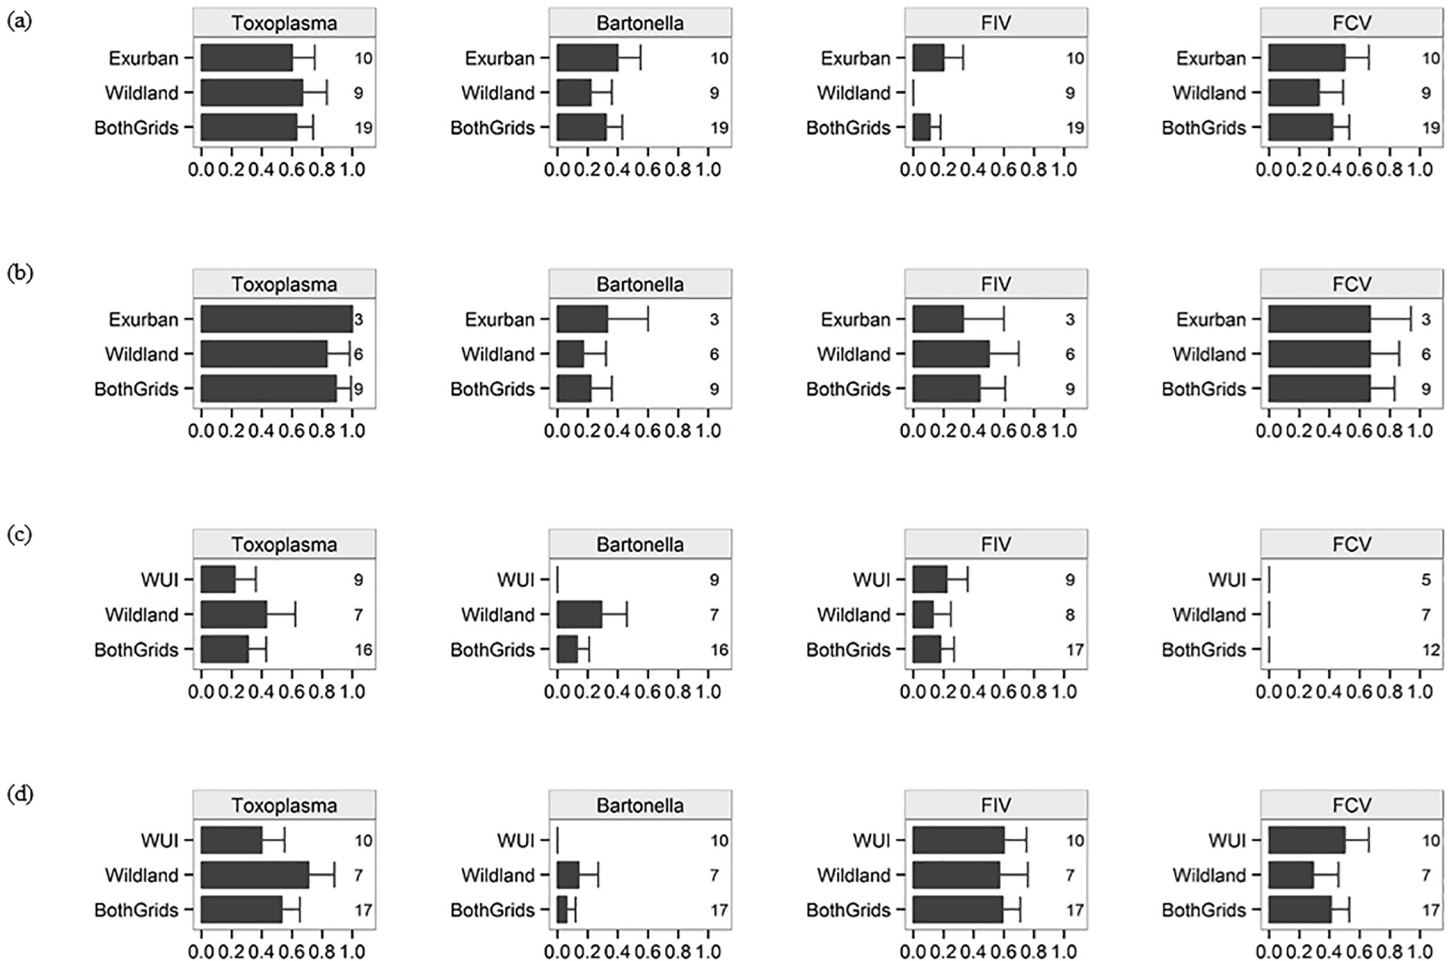 (a)
Toxoplasma Bartonella FIV FCV
Exurban 10 Exurban 10 Exurban 10 Exurban 10
Wildland 9 Wildland 9 Wildland 9 Wildland 9
BothGrids 19 BothGrids 19 BothGrids 19 BothGrids 19
0.0 0.2 0.4 0.6 0.8 1.0 0.0 0.2 0.4 0.6 0.8 1.0 0.0 0.2 0.4 0.6 0.8 1.0 0.0 0.2 0.4 0.6 0.8 1.0
(b)
Toxoplasma Bartonella FIV FCV
Exurban 3 Exurban 3 Exurban 3 Exurban 3
Wildland 6 Wildland 6 Wildland 6 Wildland 6
BothGrids 9 BothGrids 9 BothGrids 9 BothGrids 9
0.0 0.2 0.4 0.6 0.8 1.0 0.0 0.2 0.4 0.6 0.8 1.0 0.0 0.2 0.4 0.6 0.8 1.0 0.0 0.2 0.4 0.6 0.8 1.0
(c)
Toxoplasma Bartonella FIV FCV
WUI 9 WUI 9 WUI 9 WUI 5
Wildland 7 Wildland 7 Wildland 8 Wildland 7
BothGrids 16 BothGrids 16 BothGrids 17 BothGrids 12
0.0 0.2 0.4 0.6 0.8 1.0 0.0 0.2 0.4 0.6 0.8 1.0 0.0 0.2 0.4 0.6 0.8 1.0 0.0 0.2 0.4 0.6 0.8 1.0
(d)
Toxoplasma Bartonella FIV FCV
WUI 10 WUI 10 WUI 10 WUI 10
Wildland 7 Wildland 7 Wildland 7 Wildland 7
BothGrids 17 BothGrids 17 BothGrids 17 BothGrids 17
0.0 0.2 0.4 0.6 0.8 1.0 0.0 0.2 0.4 0.6 0.8 1.0 0.0 0.2 0.4 0.6 0.8 1.0 0.0 0.2 0.4 0.6 0.8 1.0